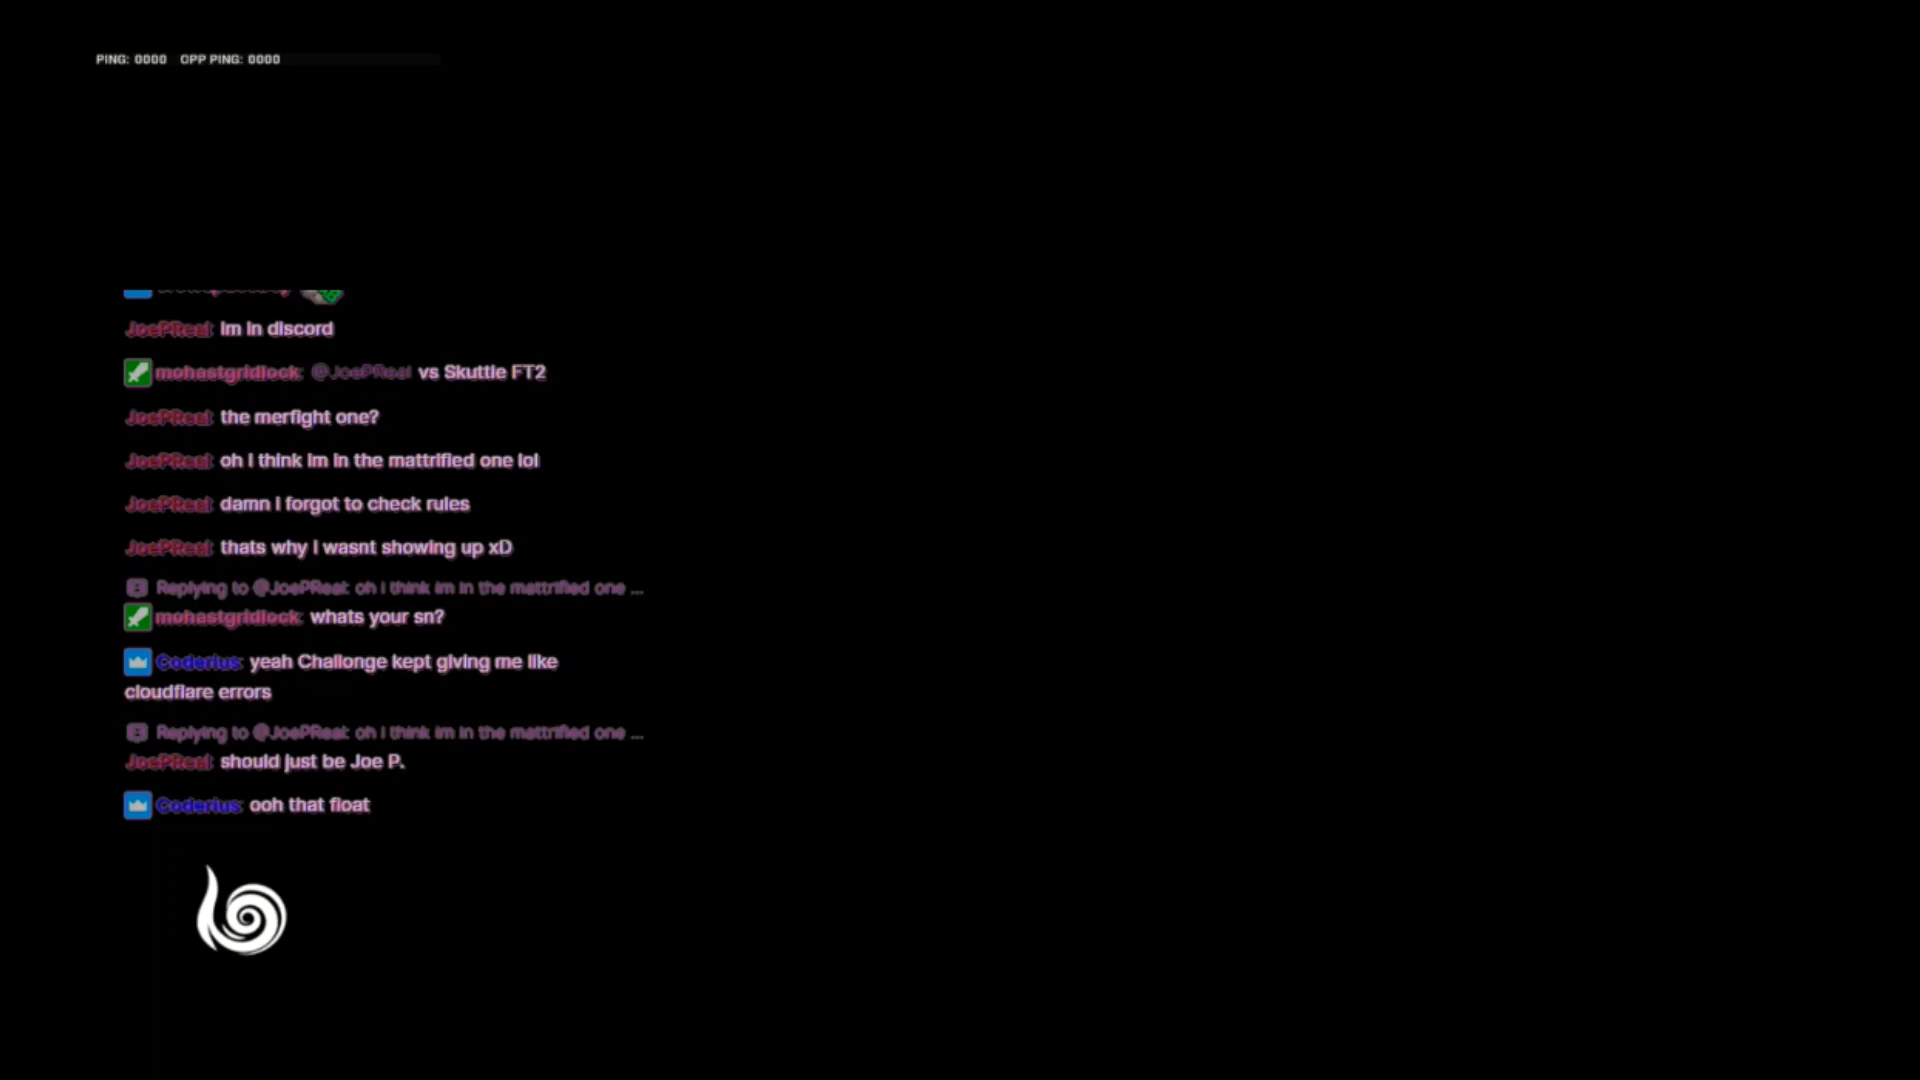 PING: 0000 OPP PING: 0000
JoePReal: im in discord
mohastgridlock: @JoePReal vs Skuttle FT2
JoePReal: the merfight one?
JoePReal: oh i think im in the mattrified one lol
JoePReal: damn I forgot to check rules
JoePReal: thats why i wasnt showing up xD
Replying to @JoePReal: oh i think im in the mattrified one ...
mohastgridlock: whats your sn?
Coderius: yeah Challonge kept giving me like
cloudflare errors
Replying to @JoePReal: oh i think im in the mattrified one ...
JoePReal: should just be Joe P.
Coderius: ooh that float